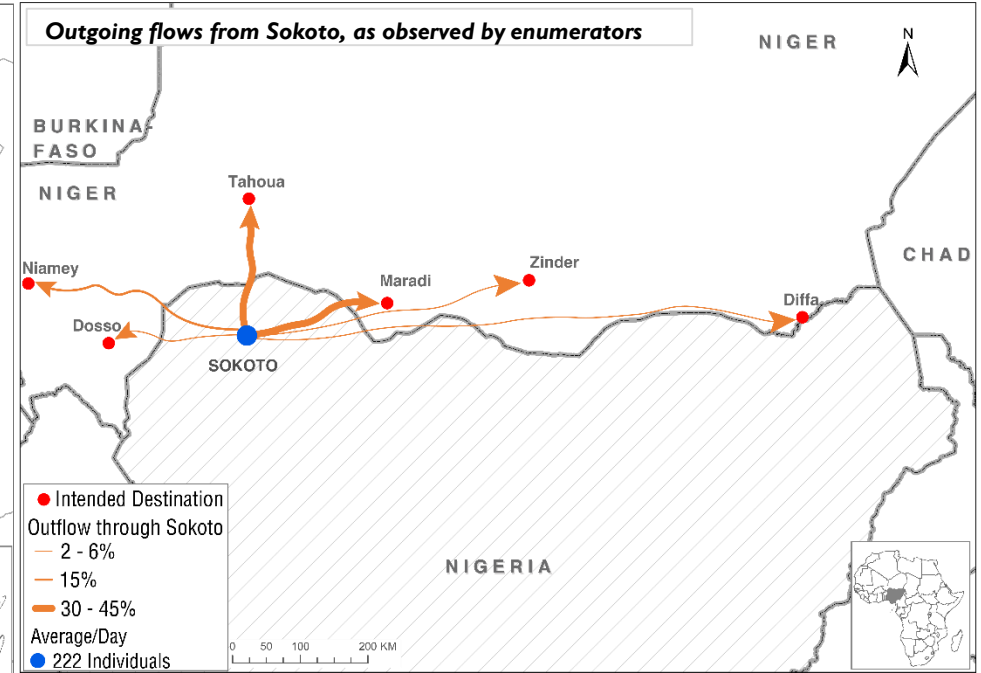 Outgoing flows from Sokoto, as observed by enumerators
NIGER
N
BURKINA-
FASO
NIGER
Tahoua
CHAD
Niamey
Maradi
Zinder
Diffa
Dosso
SOKOTO
NIGERIA
Intended Destination
Outflow through Sokoto
2 - 6%
15%
30 - 45%
Average/Day
222 Individuals
0 50 100 200 KM